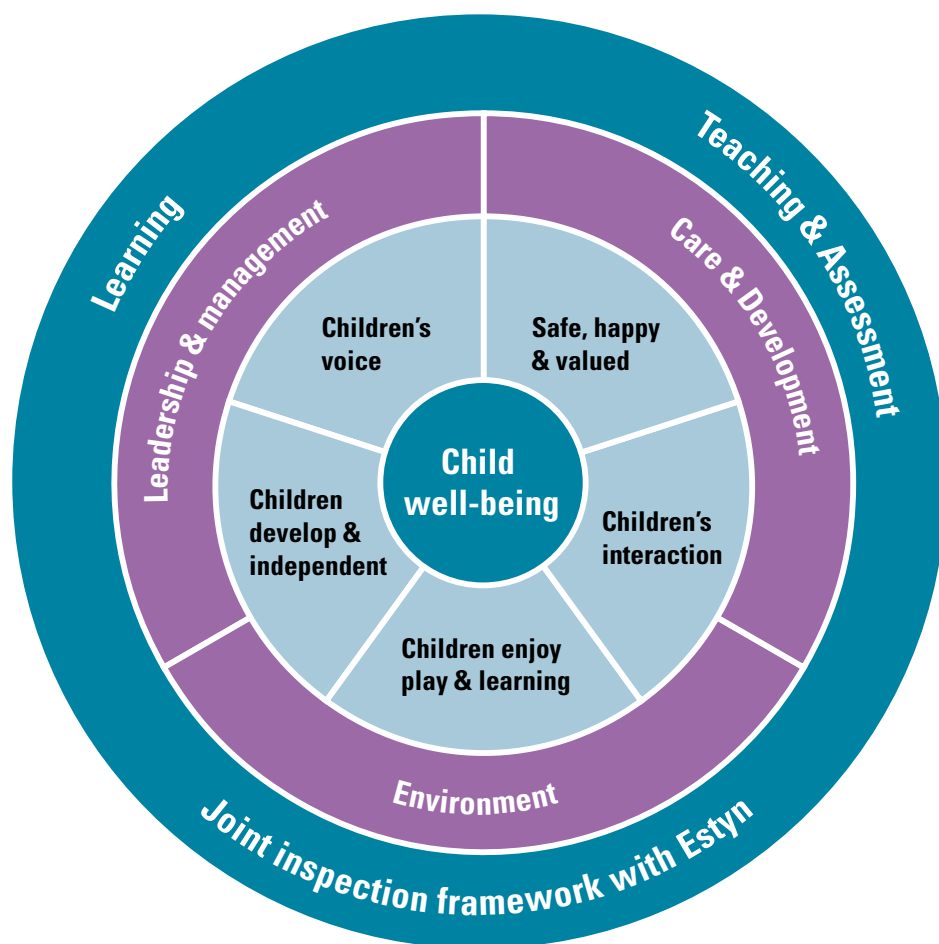 Learning
Teaching & Assessment
Joint inspection framework with Estyn
Leadership & management
Care & Development
Environment
Children's
voice
Safe, happy
& valued
Children
develop &
independent
Children's
interaction
Children enjoy
play & learning
Child
well-being